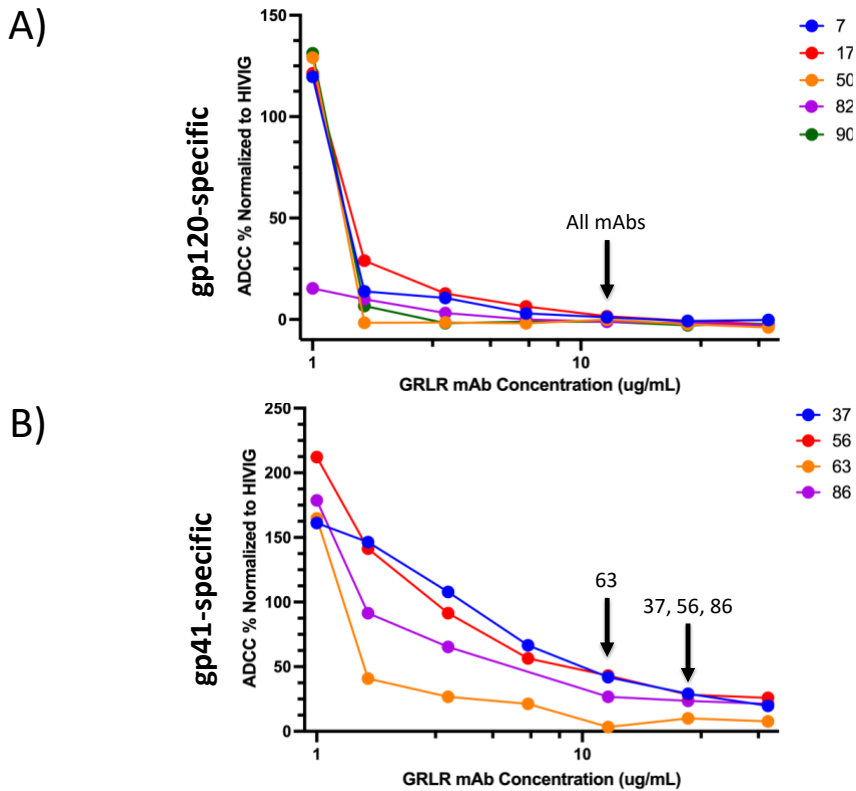 A)
gp120-specific
ADCC % Normalized to HIVIG
150
100
50
0
All mAbs
1
10
GRLR mAb Concentration (ug/mL)
7
17
50
82
90
B)
gp41-specific
ADCC % Normalized to HIVIG
250
200
150
100
50
0
63
37, 56, 86
1
10
GRLR mAb Concentration (ug/mL)
37
56
63
86